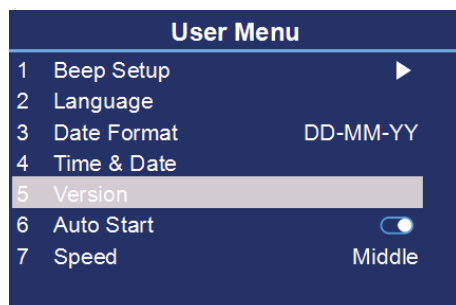 User Menu
1 Beep Setup
2 Language
3 Date Format DD-MM-YY
4 Time & Date
5 Version
6 Auto Start
7 Speed Middle